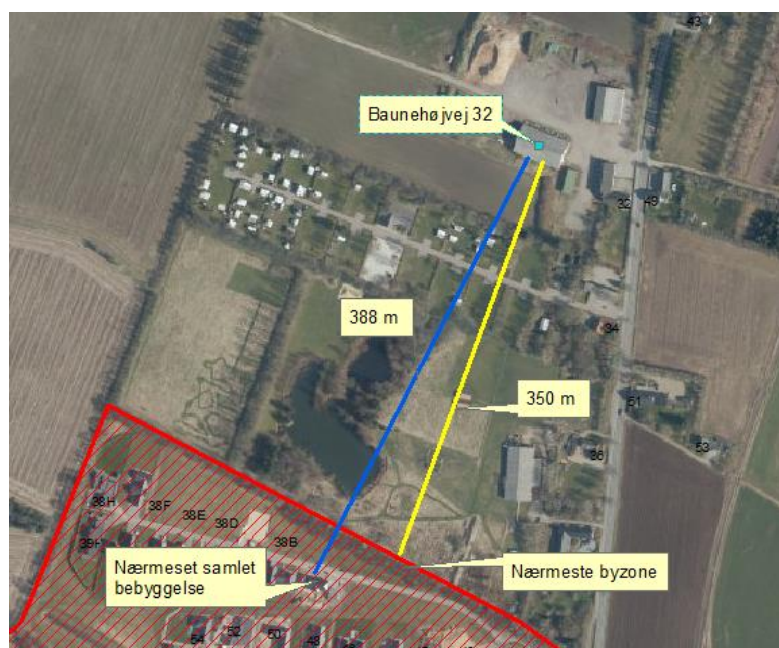 43
Baunehøjvej 32
32
49
388 m
34
350 m
51
53
36
38H
38F
38E
38D
38B
39H
Nærmeset samlet
bebyggelse
Nærmeste byzone
54
52
50
48